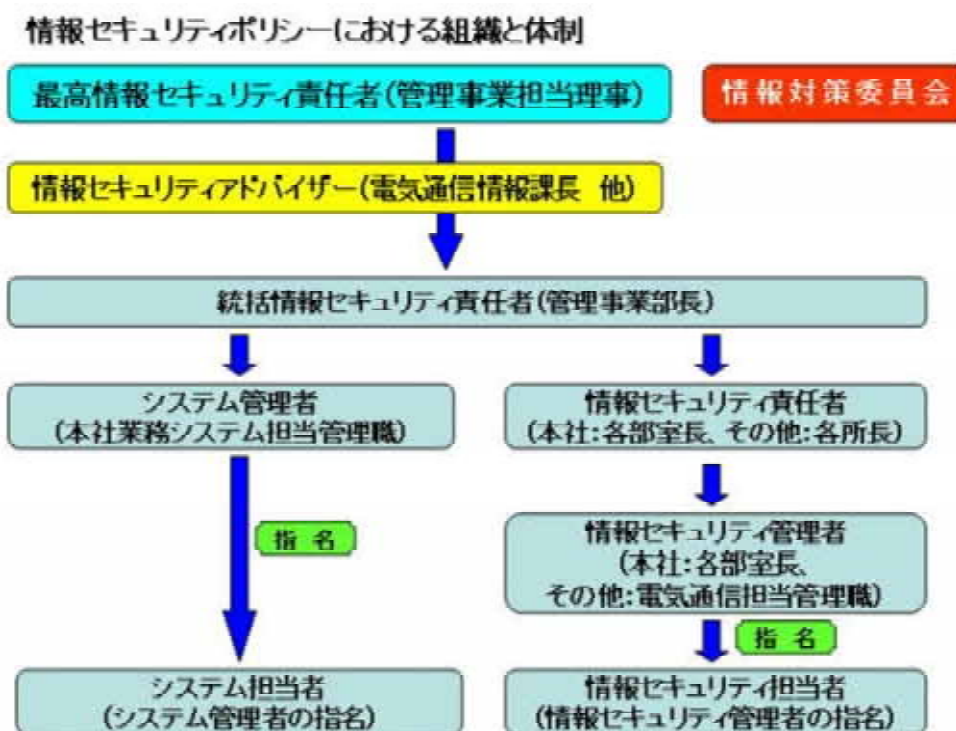 情報セキュリティポリシーにおける組織と体制
最高情報セキュリティ責任者(管理事業担当理事)
情報対策委員会
情報セキュリティアドバイザー(電気通信情報課長 他)
統括情報セキュリティ責任者(管理事業部長)
システム管理者
(本社業務システム担当管理職)
情報セキュリティ責任者
(本社:各部室長、その他:各所長)
指名
情報セキュリティ管理者
(本社:各部室長、
その他:電気通信担当管理職)
指名
システム担当者
(システム管理者の指名)
情報セキュリティ担当者
(情報セキュリティ管理者の指名)